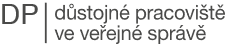 DP | důstojné pracoviště
ve veřejné správě